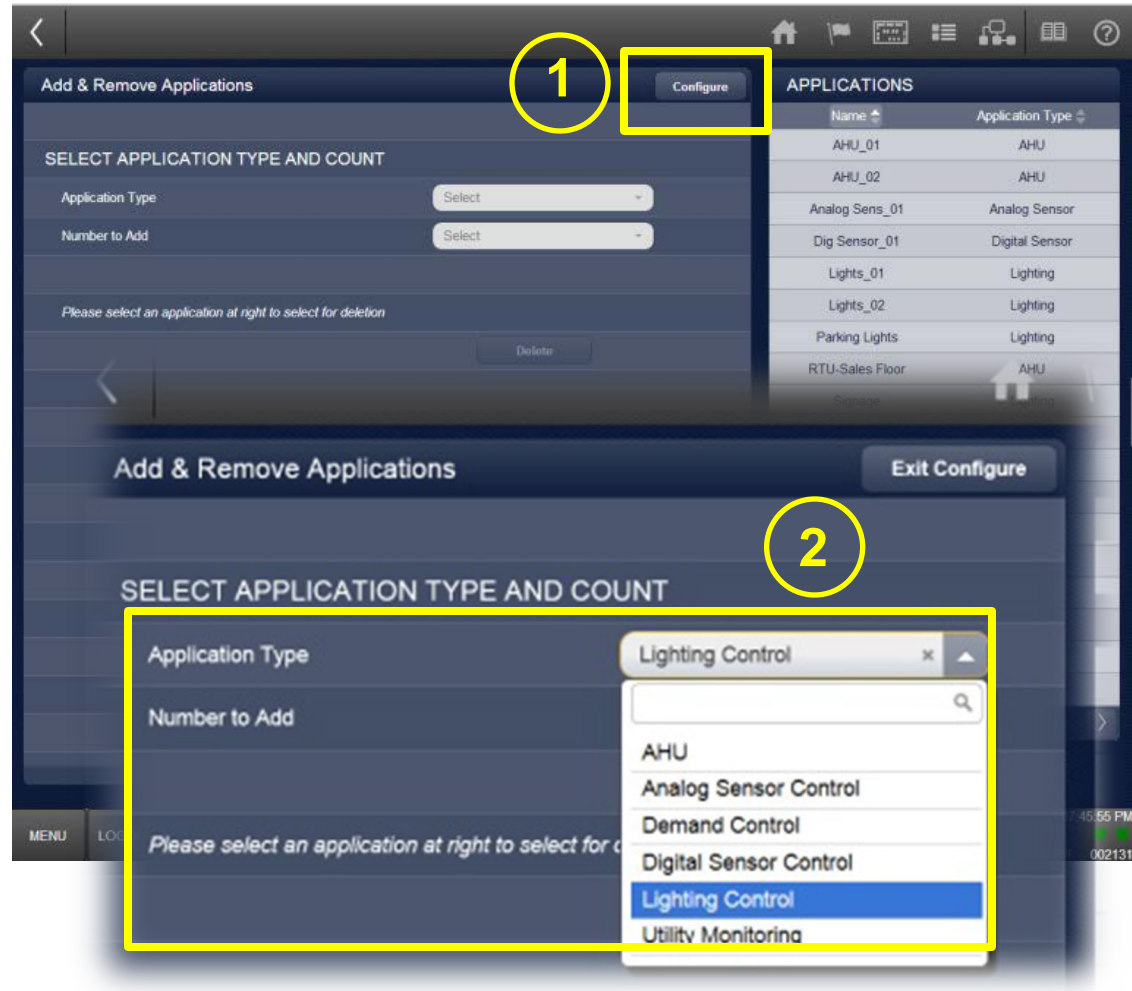 1
Add & Remove Applications
Configure
APPLICATIONS
Name
Application Type
SELECT APPLICATION TYPE AND COUNT
AHU_01
AHU
AHU_02
AHU
Application Type
Select
Analog Sens_01
Analog Sensor
Number to Add
Select
Dig Sensor_01
Digital Sensor
Lights_01
Lighting
Lights_02
Lighting
Please select an application at right to select for deletion
Parking Lights
Lighting
Delete
RTU-Sales Floor
AHU
Signage
Add & Remove Applications
Exit Configure
2
SELECT APPLICATION TYPE AND COUNT
Application Type
Lighting Control
Number to Add
AHU
Analog Sensor Control
Demand Control
Please select an application at right to select for
Digital Sensor Control
Lighting Control
Utility Monitoring
MENU
45:55 PM
002131